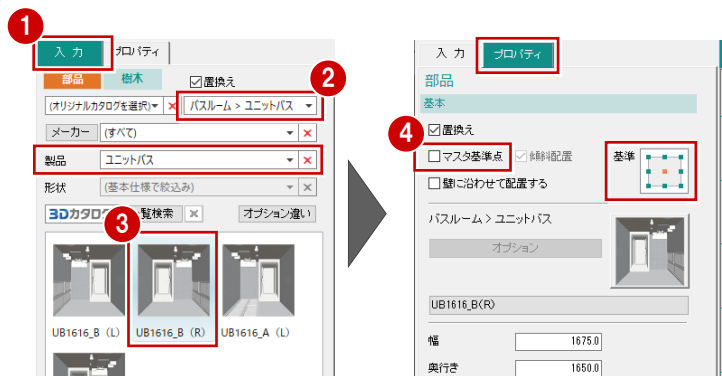 1
入 力 プロパティ
部品 樹木 置換え
2
(オリジナルカタログを選択) バスルーム > ユニットバス
メーカー (すべて)
製品 ユニットバス
形状 (基本仕様で絞込み)
3Dカタロ 覧検索 オプション違い
3
UB1616_B (L) UB1616_B (R) UB1616_A (L)
入 力 プロパティ
部品
基本
置換え
4
マスタ基準点 傾斜配置 基準
壁に沿わせて配置する
バスルーム > ユニットバス
オプション
UB1616_B(R)
幅 1675.0
奥行き 1650.0